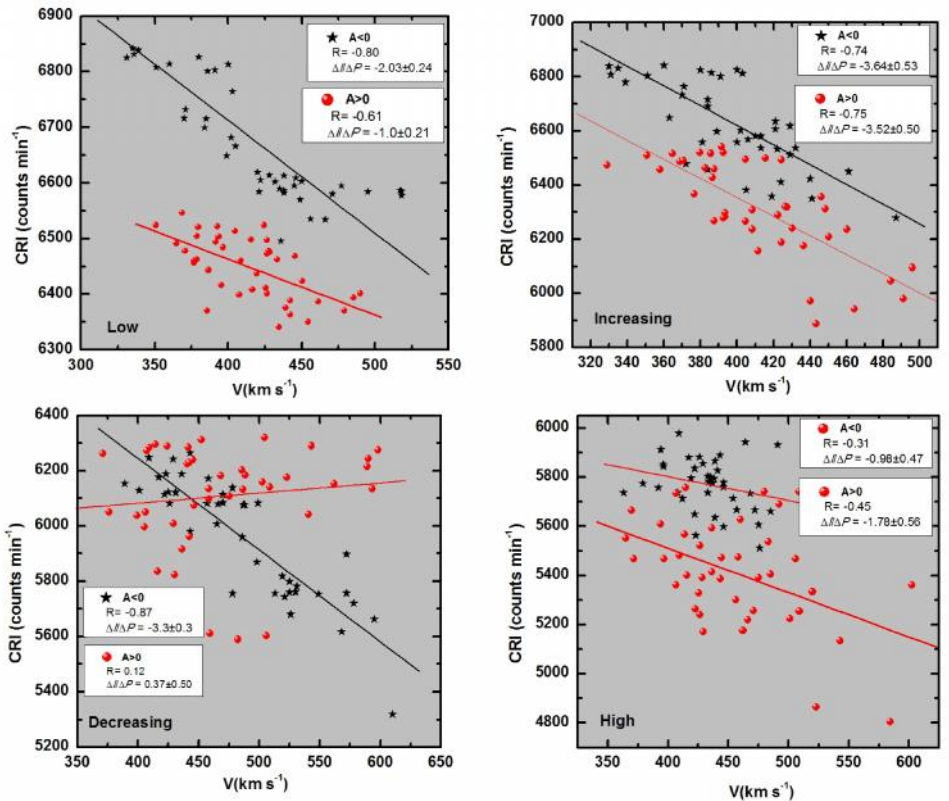 6900
6800
6700
6600
6500
6400
6300
CRI (counts min⁻¹)
A<0
R= -0.80
ΔI/ΔP = -2.03±0.24
A>0
R= -0.61
ΔI/ΔP = -1.0±0.21
Low
300 350 400 450 500 550
V(km s⁻¹)
7000
6800
6600
6400
6200
6000
5800
CRI (counts min⁻¹)
A<0
R= -0.74
ΔI/ΔP = -3.64±0.53
A>0
R= -0.75
ΔI/ΔP = -3.52±0.50
Increasing
310 340 370 400 430 460 490
V(km s⁻¹)
6400
6200
6000
5800
5600
5400
5200
CRI (counts min⁻¹)
A<0
R= -0.87
ΔI/ΔP = -3.3±0.3
A>0
R= 0.12
ΔI/ΔP = 0.37±0.50
Decreasing
350 400 450 500 550 600 650
V(km s⁻¹)
6000
5800
5600
5400
5200
5000
4800
CRI (counts min⁻¹)
A<0
R= -0.31
ΔI/ΔP = -0.98±0.47
A>0
R= -0.45
ΔI/ΔP = -1.78±0.56
High
350 400 450 500 550 600
V(km s⁻¹)